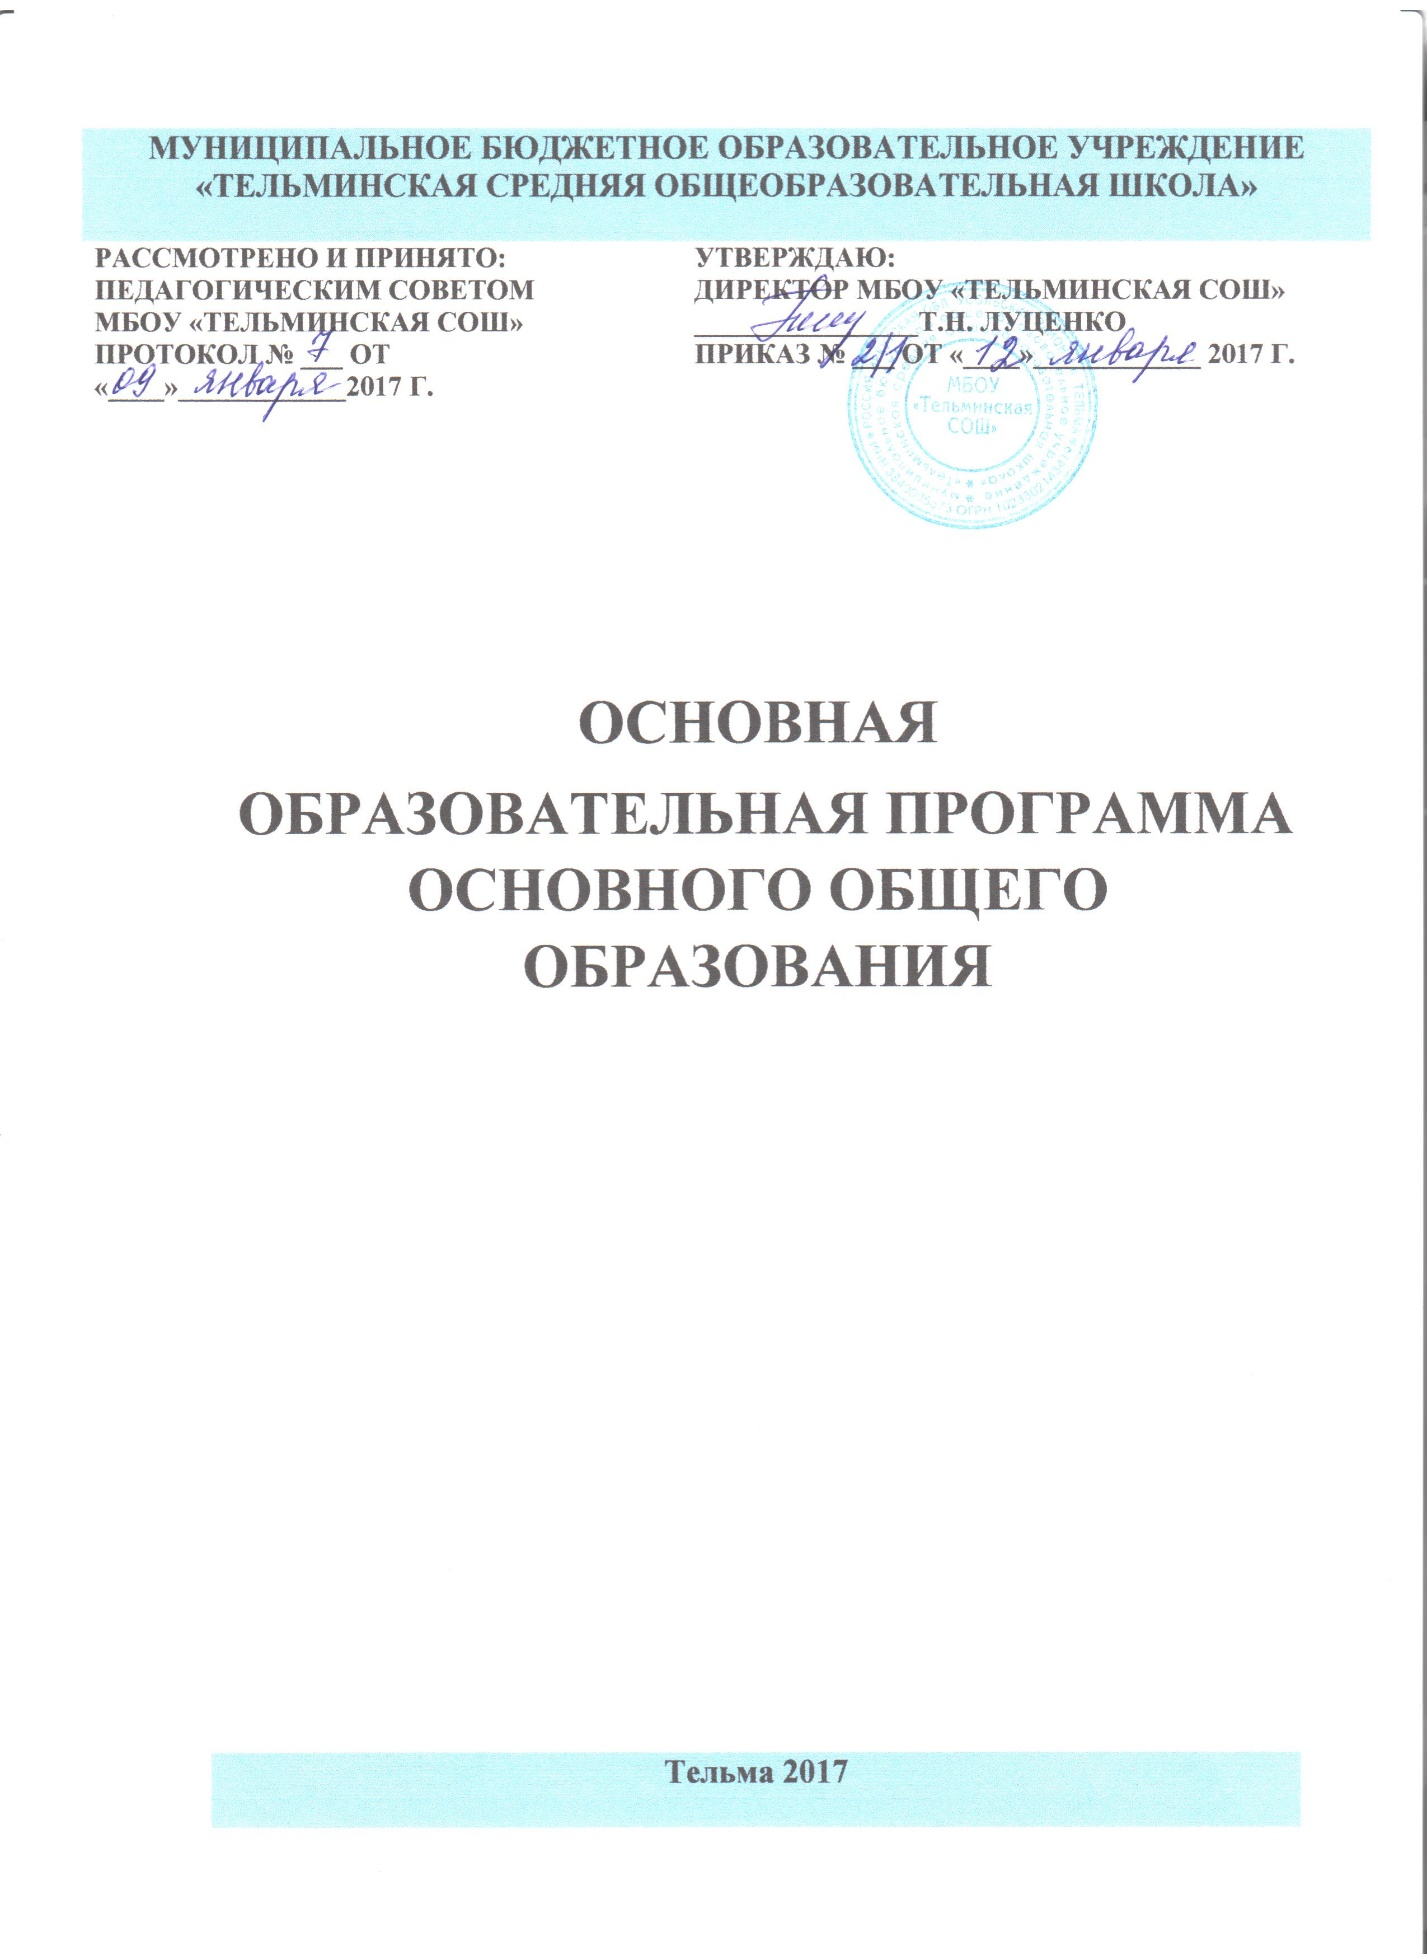 МУНИЦИПАЛЬНОЕ БЮДЖЕТНОЕ ОБРАЗОВАТЕЛЬНОЕ УЧРЕЖДЕНИЕ
«ТЕЛЬМИНСКАЯ СРЕДНЯЯ ОБЩЕОБРАЗОВАТЕЛЬНАЯ ШКОЛА»
РАССМОТРЕНО И ПРИНЯТО:
ПЕДАГОГИЧЕСКИМ СОВЕТОМ
МБОУ «ТЕЛЬМИНСКАЯ СОШ»
ПРОТОКОЛ № 7 ОТ
«09» января 2017 Г.
УТВЕРЖДАЮ:
ДИРЕКТОР МБОУ «ТЕЛЬМИНСКАЯ СОШ»
Т.Н. ЛУЦЕНКО
ПРИКАЗ № 2/1 ОТ «12» января 2017 Г.
МБОУ
«Тельминская
СОШ»
ОСНОВНАЯ
ОБРАЗОВАТЕЛЬНАЯ ПРОГРАММА
ОСНОВНОГО ОБЩЕГО
ОБРАЗОВАНИЯ
Тельма 2017